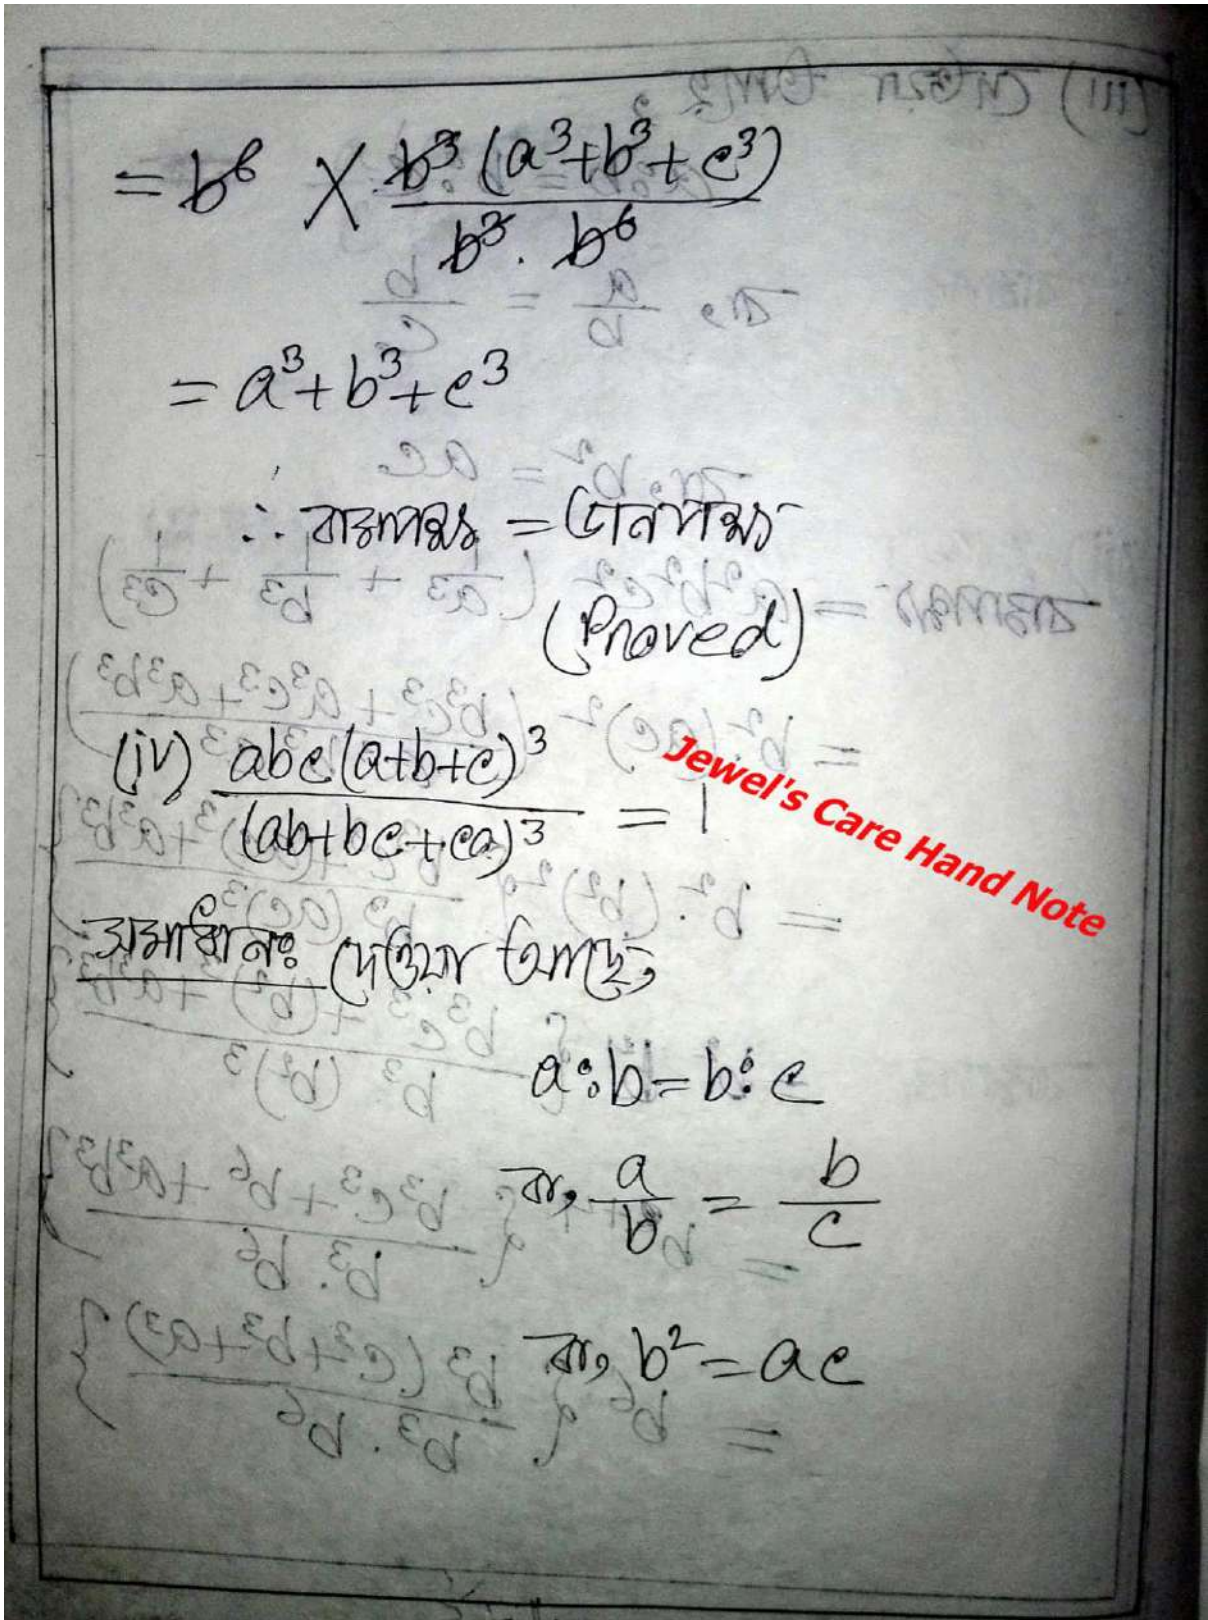 = b⁶ × b³(a³+b³+c³) / b³. b⁶
= a³+b³+c³
∴ বামপক্ষ = ডানপক্ষ
(Proved)
(iv) abc(a+b+c)³ / (ab+bc+ca)³ = 1
Jewel's Care Hand Note
সমাধানঃ দেওয়া আছে,
a:b = b:c
বা, a/b = b/c
বা, b² = ac